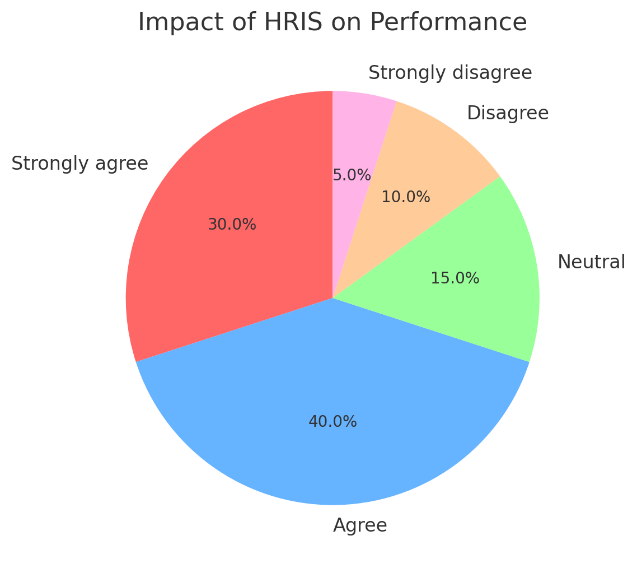 Impact of HRIS on Performance
Strongly disagree
Disagree
Strongly agree
5.0%
10.0%
30.0%
Neutral
15.0%
40.0%
Agree